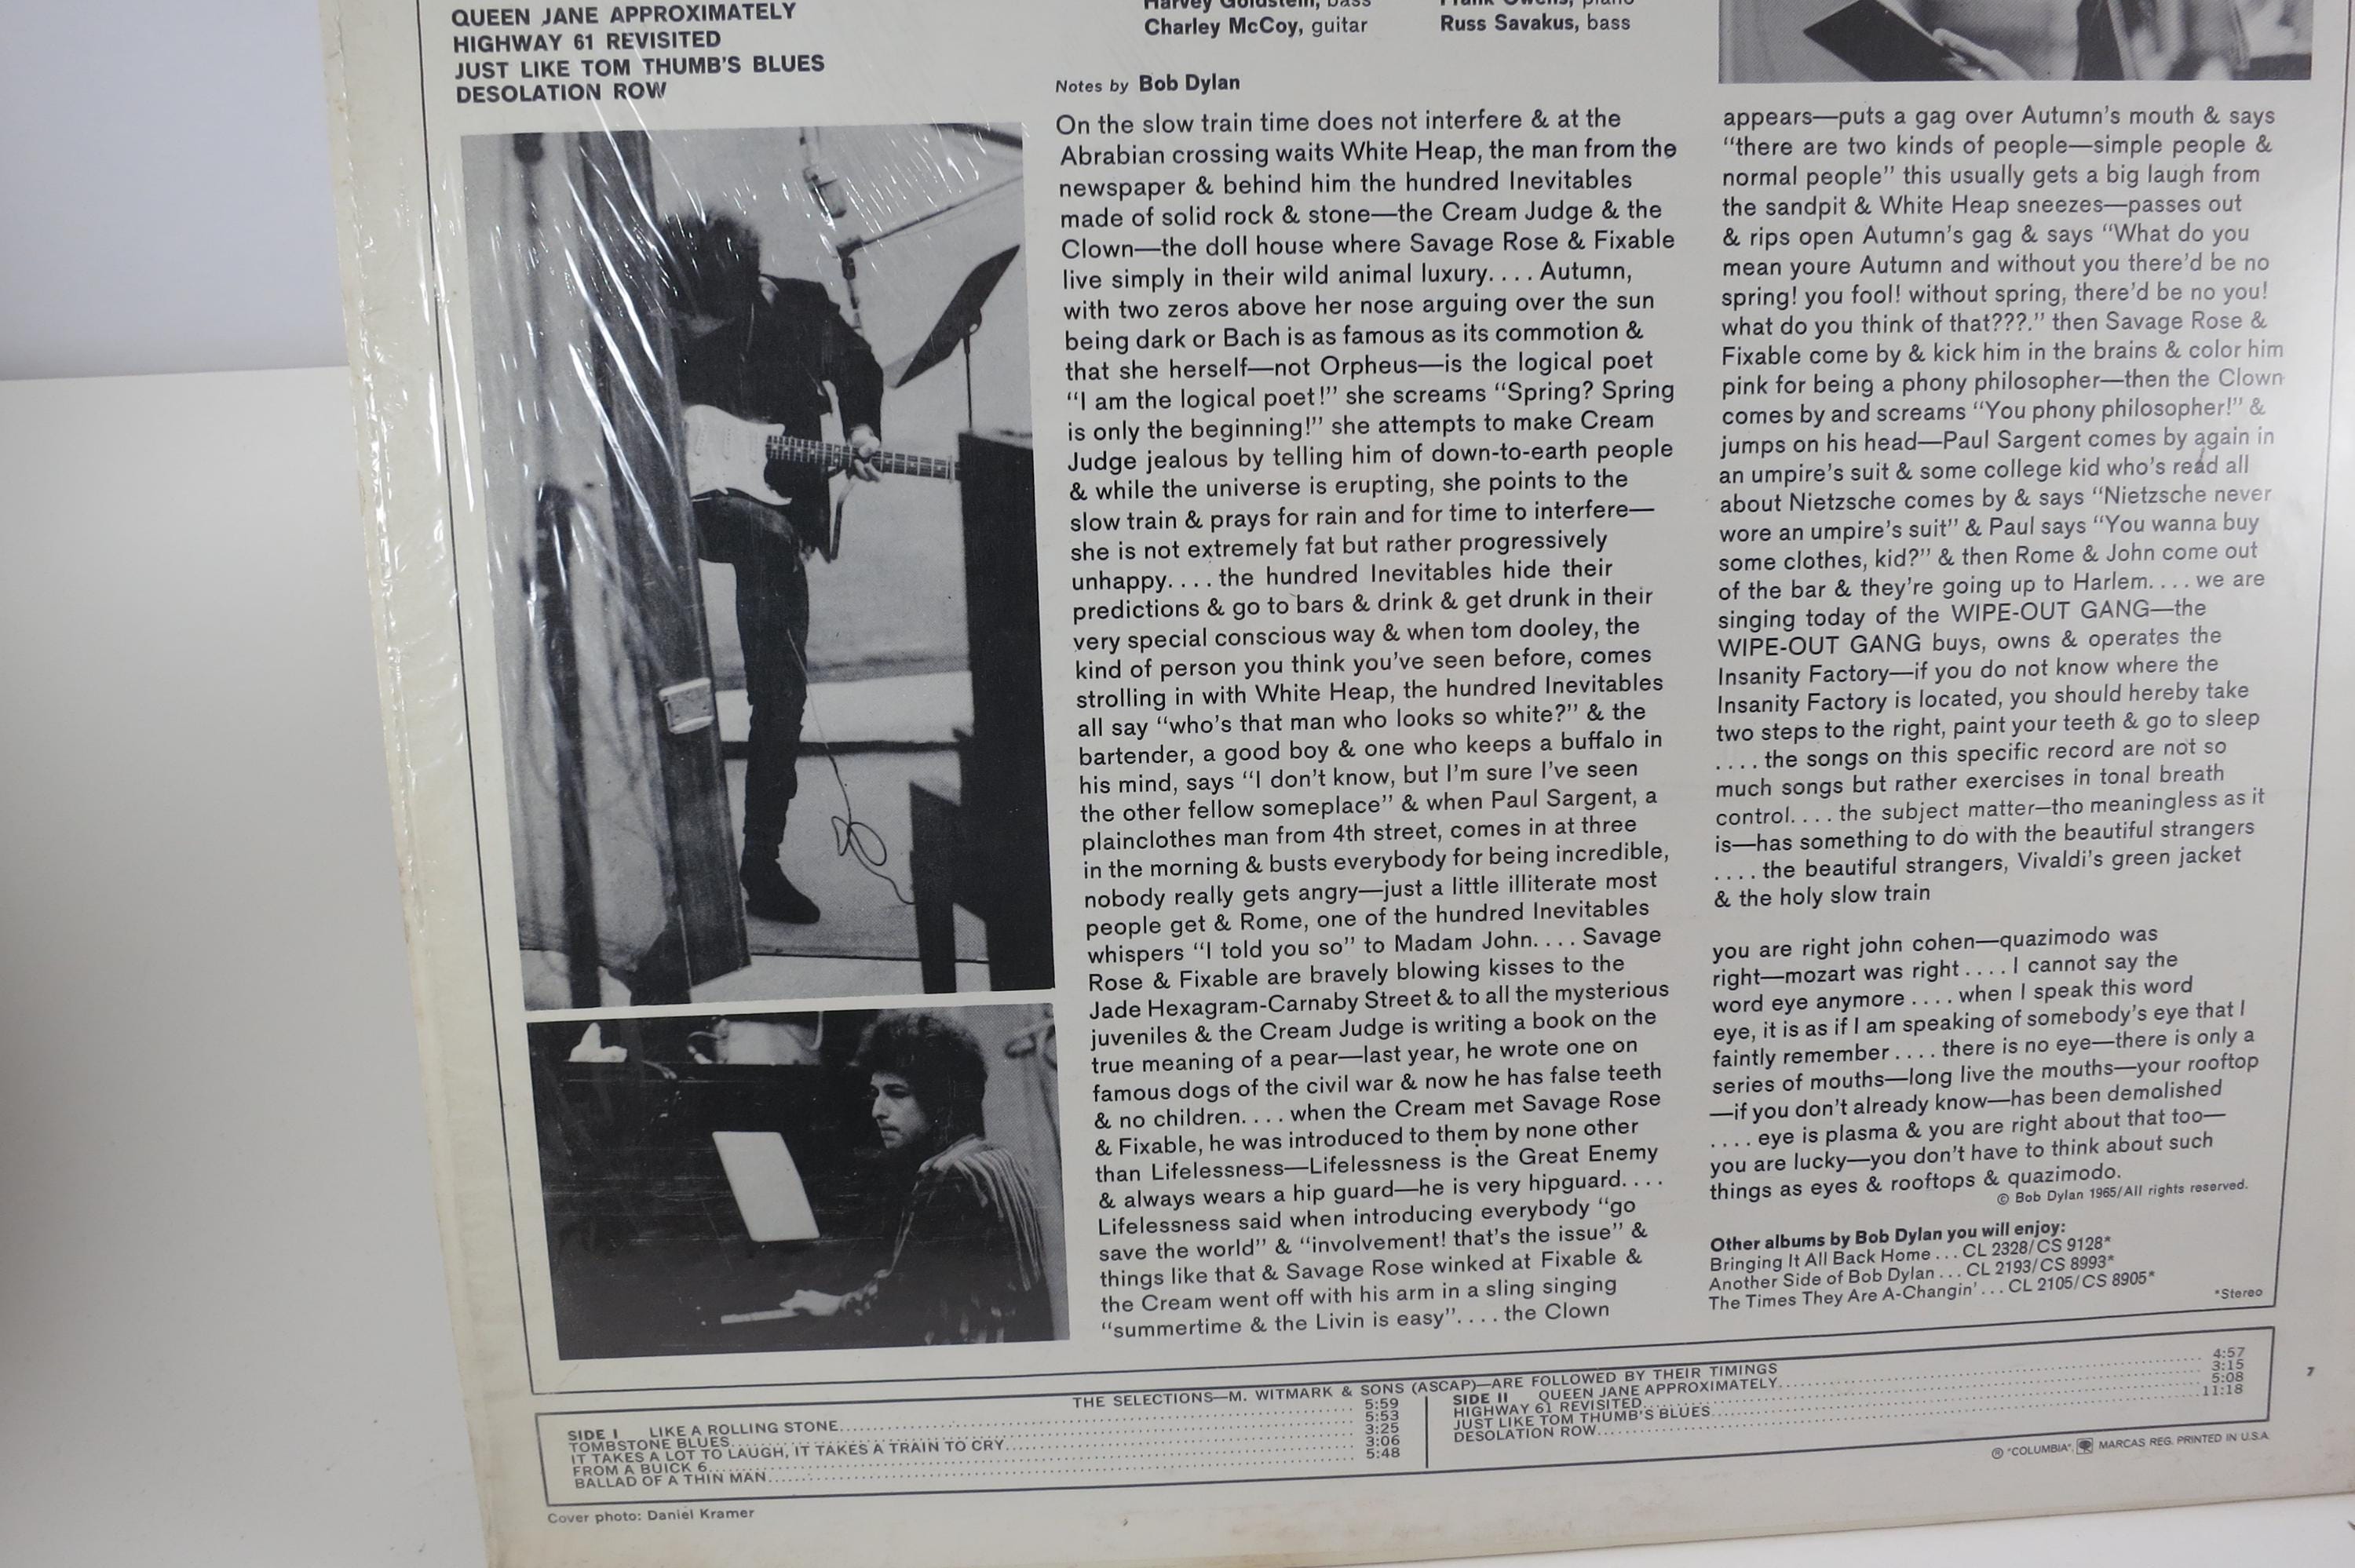 QUEEN JANE APPROXIMATELY
HIGHWAY 61 REVISITED
JUST LIKE TOM THUMB'S BLUES
DESOLATION ROW
Harvey Goldstein, bass
Charley McCoy, guitar
Frank Owens, piano
Russ Savakus, bass
Notes by Bob Dylan
On the slow train time does not interfere & at the
Abrabian crossing waits White Heap, the man from the
newspaper & behind him the hundred Inevitables
made of solid rock & stone—the Cream Judge & the
Clown—the doll house where Savage Rose & Fixable
live simply in their wild animal luxury.... Autumn,
with two zeros above her nose arguing over the sun
being dark or Bach is as famous as its commotion &
that she herself—not Orpheus—is the logical poet
“I am the logical poet!” she screams “Spring? Spring
is only the beginning!” she attempts to make Cream
Judge jealous by telling him of down-to-earth people
& while the universe is erupting, she points to the
slow train & prays for rain and for time to interfere—
she is not extremely fat but rather progressively
unhappy.... the hundred Inevitables hide their
predictions & go to bars & drink & get drunk in their
very special conscious way & when tom dooley, the
kind of person you think you've seen before, comes
strolling in with White Heap, the hundred Inevitables
all say “who's that man who looks so white?” & the
bartender, a good boy & one who keeps a buffalo in
his mind, says “I don't know, but I'm sure I've seen
the other fellow someplace” & when Paul Sargent, a
plainclothes man from 4th street, comes in at three
in the morning & busts everybody for being incredible,
nobody really gets angry—just a little illiterate most
people get & Rome, one of the hundred Inevitables
whispers “I told you so” to Madam John.... Savage
Rose & Fixable are bravely blowing kisses to the
Jade Hexagram-Carnaby Street & to all the mysterious
juveniles & the Cream Judge is writing a book on the
true meaning of a pear—last year, he wrote one on
famous dogs of the civil war & now he has false teeth
& no children.... when the Cream met Savage Rose
& Fixable, he was introduced to them by none other
than Lifelessness—Lifelessness is the Great Enemy
& always wears a hip guard—he is very hipguard....
Lifelessness said when introducing everybody “go
save the world” & “involvement! that's the issue” &
things like that & Savage Rose winked at Fixable &
the Cream went off with his arm in a sling singing
“summertime & the Livin is easy”.... the Clown
appears—puts a gag over Autumn's mouth & says
“there are two kinds of people—simple people &
normal people” this usually gets a big laugh from
the sandpit & White Heap sneezes—passes out
& rips open Autumn's gag & says “What do you
mean youre Autumn and without you there'd be no
spring! you fool! without spring, there'd be no you!
what do you think of that???.” then Savage Rose &
Fixable come by & kick him in the brains & color him
pink for being a phony philosopher—then the Clown
comes by and screams “You phony philosopher!” &
jumps on his head—Paul Sargent comes by again in
an umpire's suit & some college kid who's read all
about Nietzsche comes by & says “Nietzsche never
wore an umpire's suit” & Paul says “You wanna buy
some clothes, kid?” & then Rome & John come out
of the bar & they're going up to Harlem.... we are
singing today of the WIPE-OUT GANG—the
WIPE-OUT GANG buys, owns & operates the
Insanity Factory—if you do not know where the
Insanity Factory is located, you should hereby take
two steps to the right, paint your teeth & go to sleep
.... the songs on this specific record are not so
much songs but rather exercises in tonal breath
control.... the subject matter—tho meaningless as it
is—has something to do with the beautiful strangers
.... the beautiful strangers, Vivaldi's green jacket
& the holy slow train
you are right john cohen—quazimodo was
right—mozart was right.... I cannot say the
word eye anymore.... when I speak this word
eye, it is as if I am speaking of somebody's eye that I
faintly remember.... there is no eye—there is only a
series of mouths—long live the mouths—your rooftop
—if you don't already know—has been demolished
.... eye is plasma & you are right about that too—
you are lucky—you don't have to think about such
things as eyes & rooftops & quazimodo.
© Bob Dylan 1965/All rights reserved.
Other albums by Bob Dylan you will enjoy:
Bringing It All Back Home... CL 2328/CS 9128*
Another Side of Bob Dylan... CL 2193/CS 8993*
The Times They Are A-Changin'... CL 2105/CS 8905*
*Stereo
THE SELECTIONS—M. WITMARK & SONS (ASCAP)—ARE FOLLOWED BY THEIR TIMINGS
SIDE I LIKE A ROLLING STONE 5:59
TOMBSTONE BLUES 5:53
IT TAKES A LOT TO LAUGH, IT TAKES A TRAIN TO CRY 3:25
FROM A BUICK 6 3:06
BALLAD OF A THIN MAN 5:48
SIDE II QUEEN JANE APPROXIMATELY 4:57
HIGHWAY 61 REVISITED 3:15
JUST LIKE TOM THUMB'S BLUES 5:08
DESOLATION ROW 11:18
® "COLUMBIA", MARCAS REG. PRINTED IN U.S.A.
Cover photo: Daniel Kramer
7